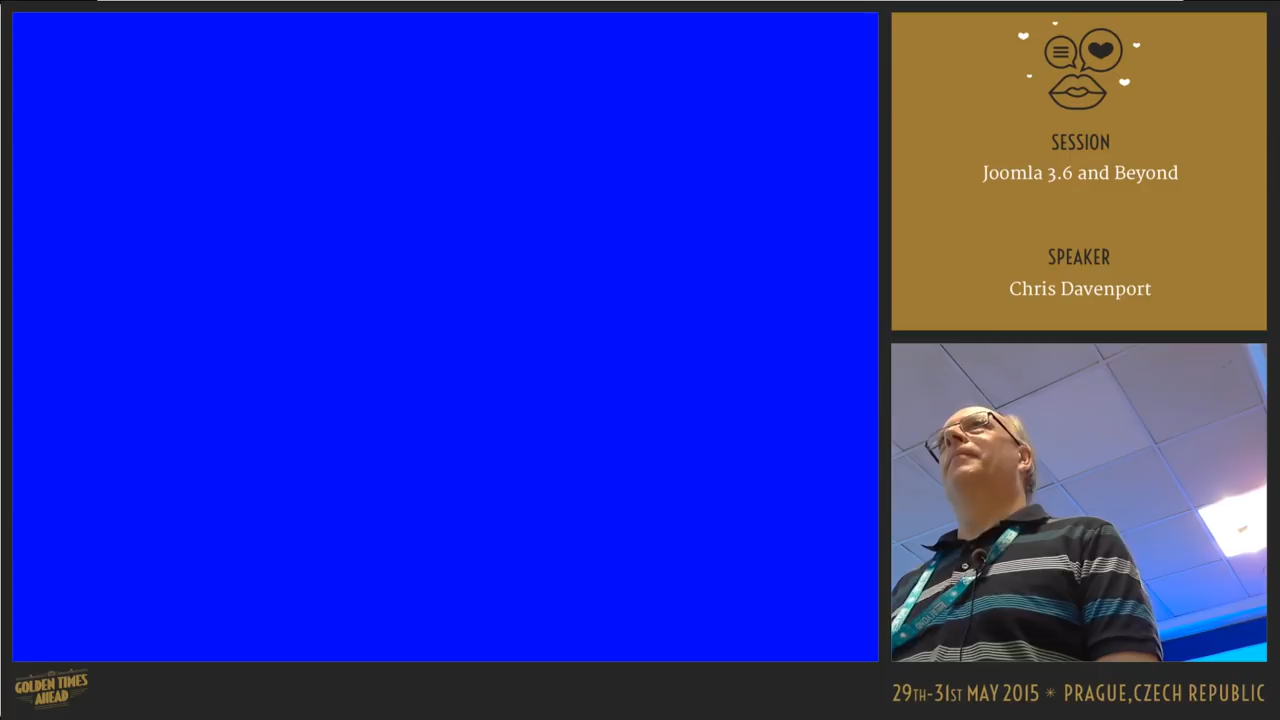 SESSION
Joomla 3.6 and Beyond
SPEAKER
Chris Davenport
GOLDEN TIMES
AHEAD
29TH-31ST MAY 2015 * PRAGUE, CZECH REPUBLIC